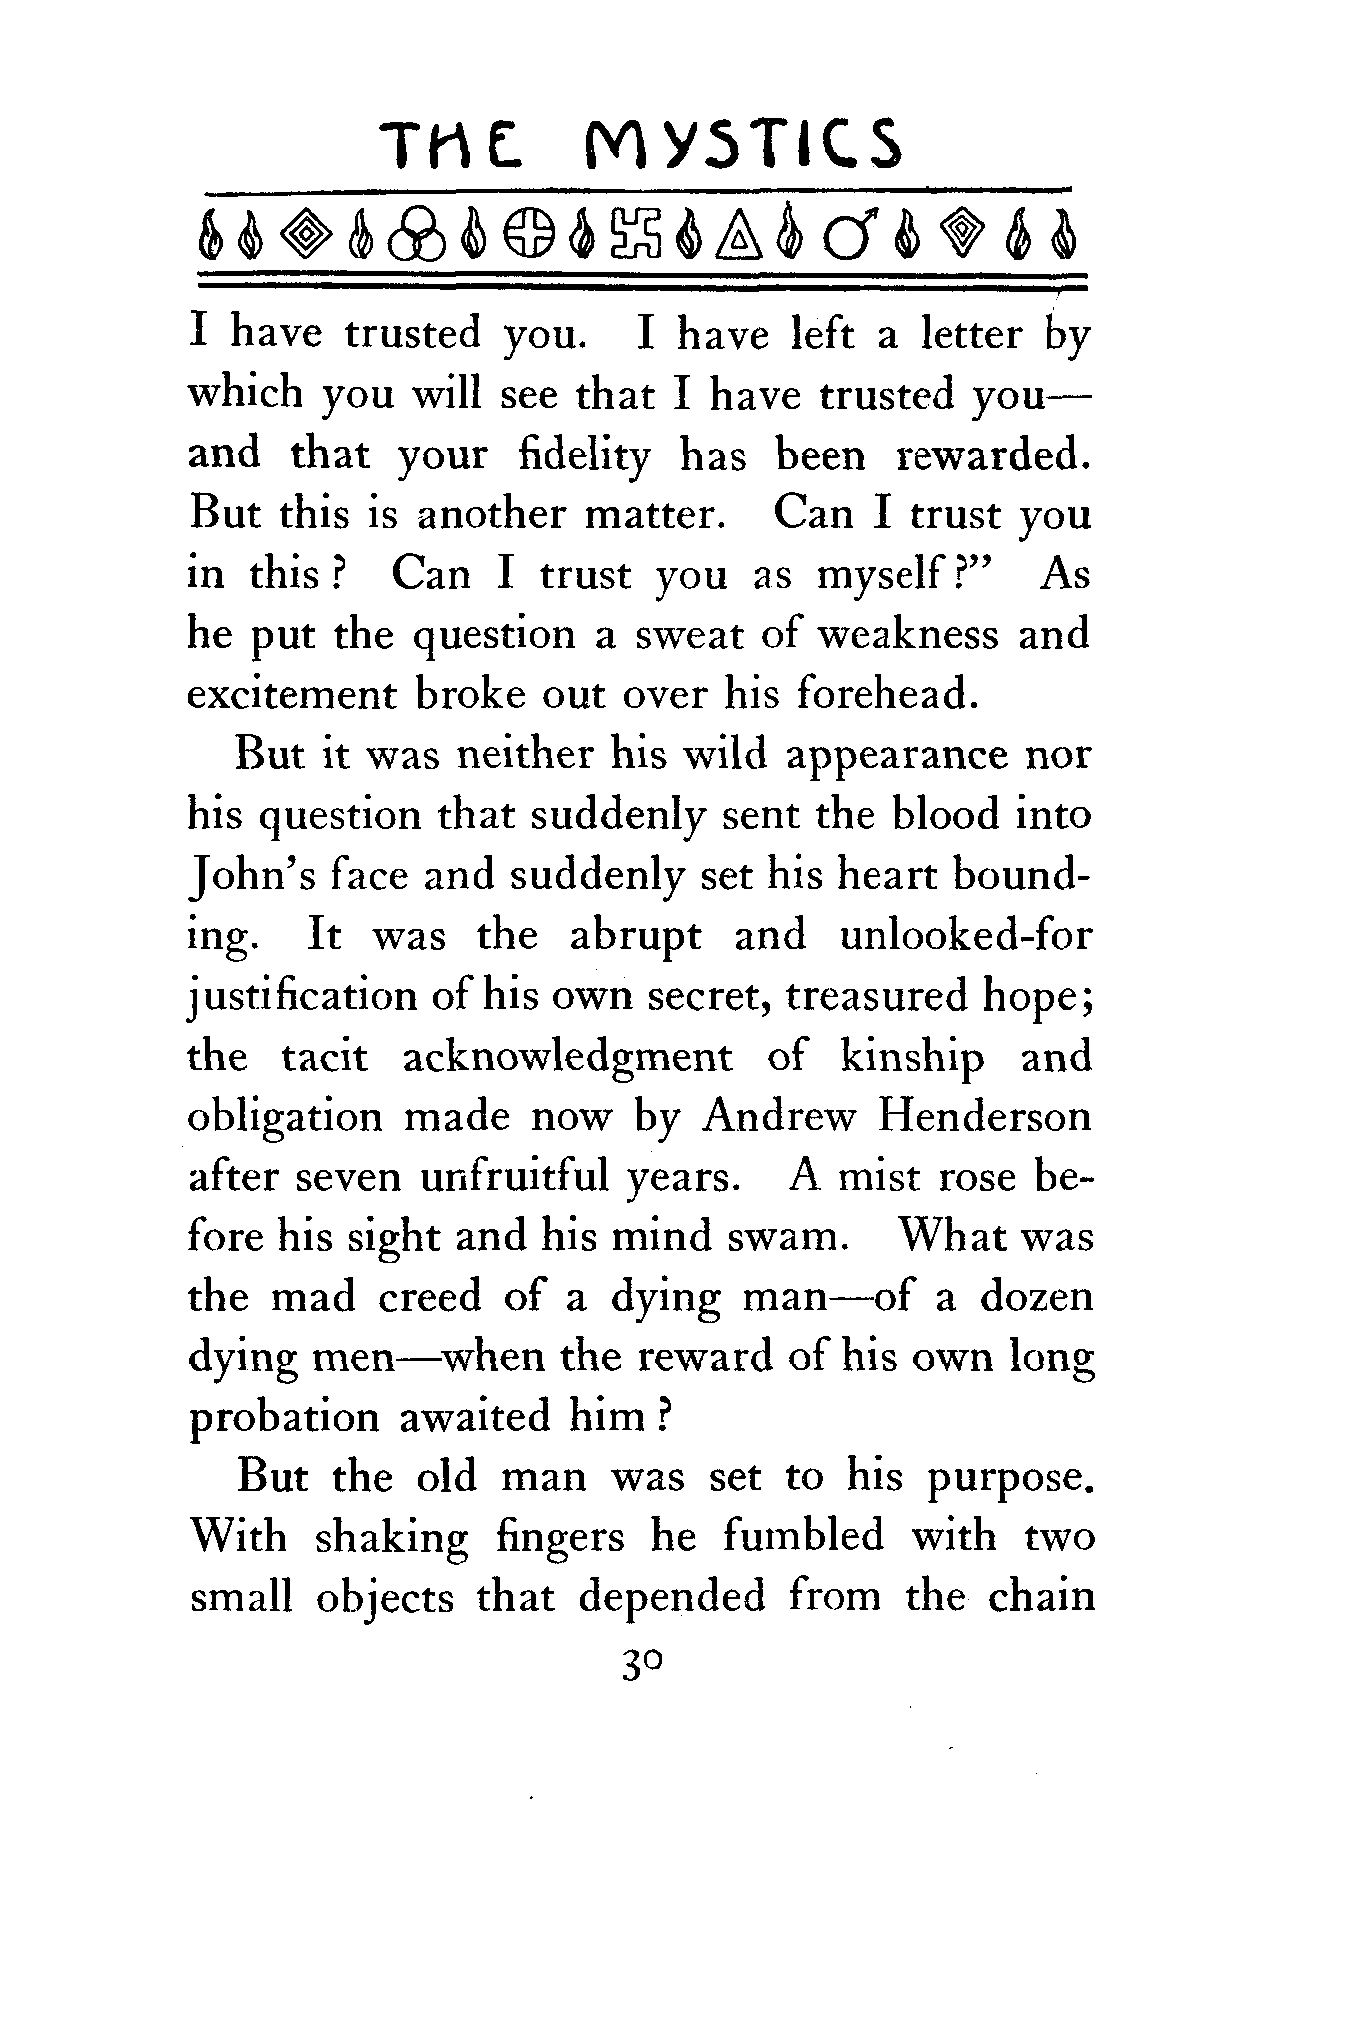 THE MYSTICS
I have trusted you. I have left a letter by
which you will see that I have trusted you—
and that your fidelity has been rewarded.
But this is another matter. Can I trust you
in this? Can I trust you as myself?” As
he put the question a sweat of weakness and
excitement broke out over his forehead.
But it was neither his wild appearance nor
his question that suddenly sent the blood into
John’s face and suddenly set his heart bound-
ing. It was the abrupt and unlooked-for
justification of his own secret, treasured hope;
the tacit acknowledgment of kinship and
obligation made now by Andrew Henderson
after seven unfruitful years. A mist rose be-
fore his sight and his mind swam. What was
the mad creed of a dying man—of a dozen
dying men—when the reward of his own long
probation awaited him?
But the old man was set to his purpose.
With shaking fingers he fumbled with two
small objects that depended from the chain
30